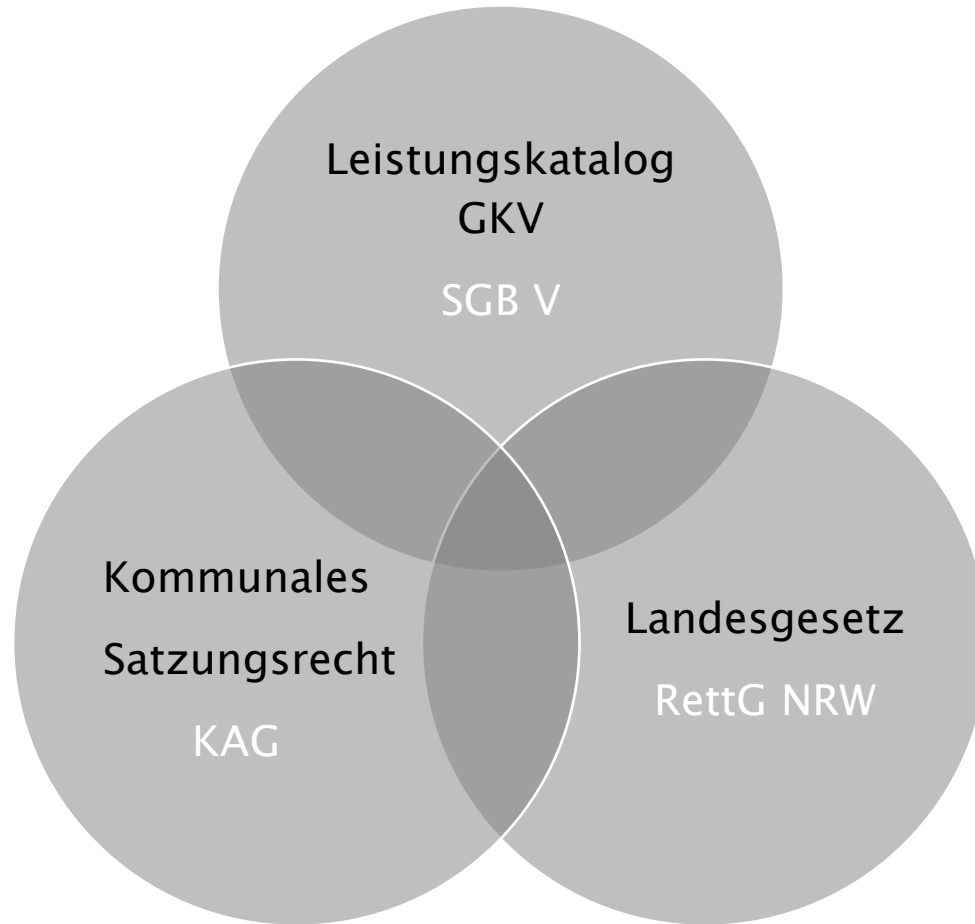 Leistungskatalog
GKV
SGB V
Kommunales
Satzungsrecht
KAG
Landesgesetz
RettG NRW